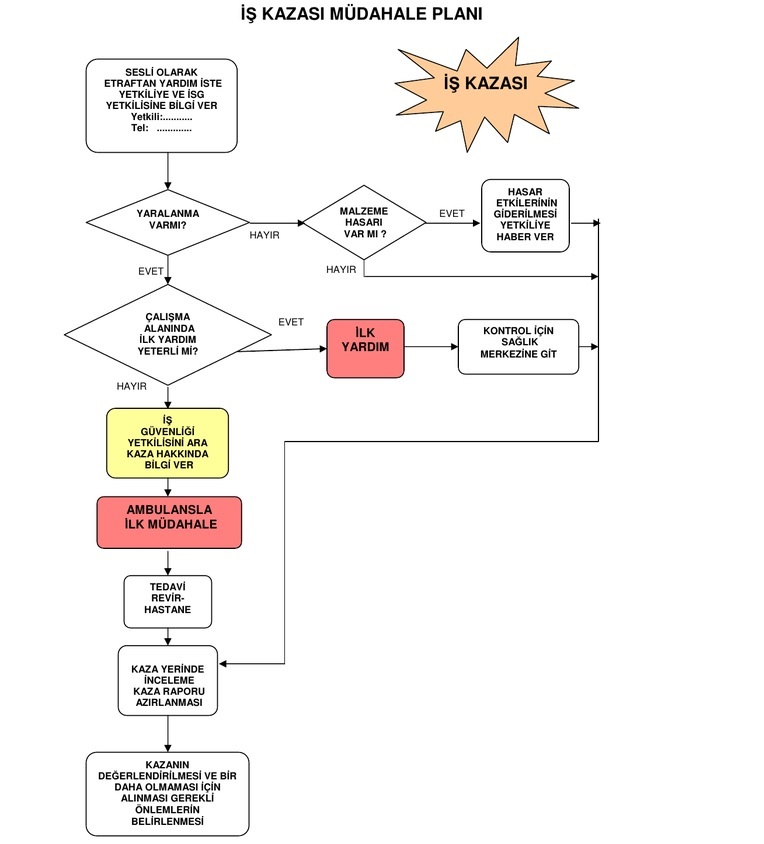 İŞ KAZASI MÜDAHALE PLANI
İŞ KAZASI
SESLİ OLARAK
ETRAFTAN YARDIM İSTE
YETKİLİYE VE İSG
YETKİLİSİNE BİLGİ VER
Yetkili:...........
Tel: .............
YARALANMA
VARMI?
HAYIR
MALZEME
HASARI
VAR MI ?
EVET
HASAR
ETKİLERİNİN
GİDERİLMESİ
YETKİLİYE
HABER VER
HAYIR
EVET
ÇALIŞMA
ALANINDA
İLK YARDIM
YETERLİ Mİ?
EVET
İLK
YARDIM
KONTROL İÇİN
SAĞLIK
MERKEZİNE GİT
HAYIR
İŞ
GÜVENLİĞİ
YETKİLİSİNİ ARA
KAZA HAKKINDA
BİLGİ VER
AMBULANSLA
İLK MÜDAHALE
TEDAVİ
REVİR-
HASTANE
KAZA YERİNDE
İNCELEME
KAZA RAPORU
AZIRLANMASI
KAZANIN
DEĞERLENDİRİLMESİ VE BİR
DAHA OLMAMASI İÇİN
ALINMASI GEREKLİ
ÖNLEMLERİN
BELİRLENMESİ